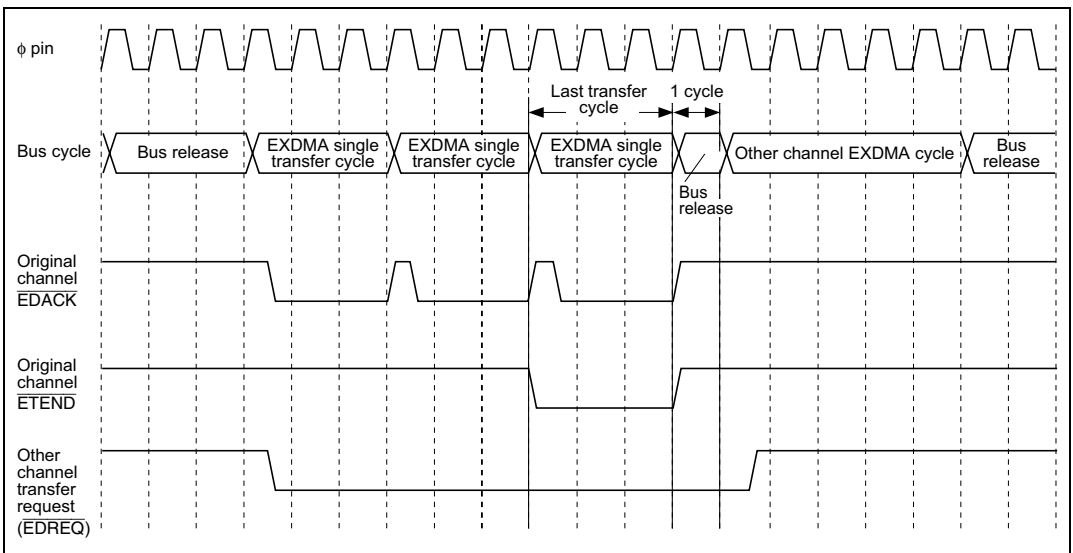 φ pin
Last transfer
cycle
1 cycle
Bus cycle
Bus release
EXDMA single
transfer cycle
EXDMA single
transfer cycle
EXDMA single
transfer cycle
Bus
release
Other channel EXDMA cycle
Bus
release
Original
channel
EDACK
Original
channel
ETEND
Other
channel
transfer
request
(EDREQ)